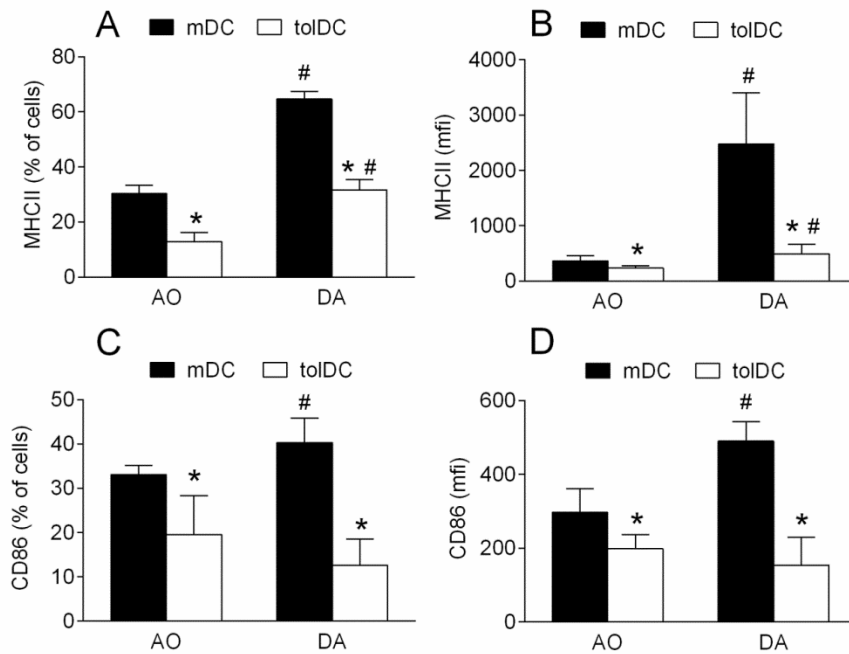 A
mDC tolDC
MHCII (% of cells)
80
60
40
20
0
#
*
* #
AO DA
B
mDC tolDC
MHCII (mfi)
4000
3000
2000
1000
0
#
*
* #
AO DA
C
mDC tolDC
CD86 (% of cells)
50
40
30
20
10
0
#
*
*
AO DA
D
mDC tolDC
CD86 (mfi)
600
400
200
0
#
*
*
AO DA